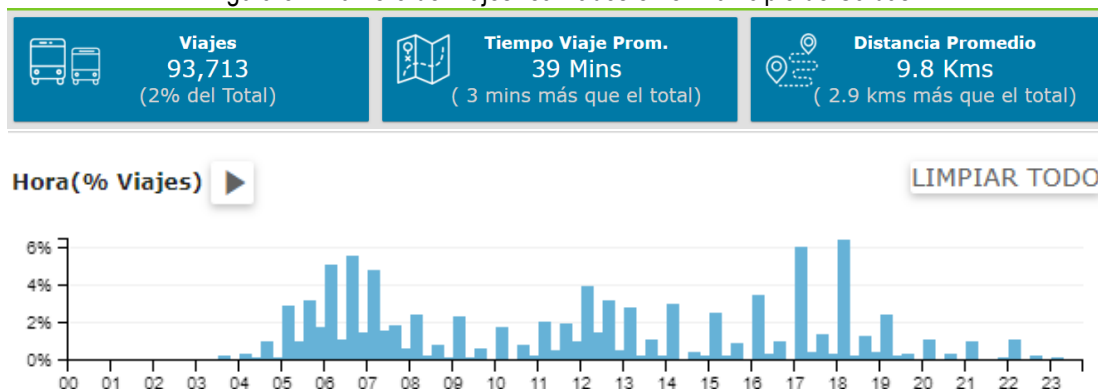 Viajes
93,713
(2% del Total)
Tiempo Viaje Prom.
39 Mins
( 3 mins más que el total)
Distancia Promedio
9.8 Kms
( 2.9 kms más que el total)
Hora(% Viajes)
LIMPIAR TODO
6%
4%
2%
0%
00 01 02 03 04 05 06 07 08 09 10 11 12 13 14 15 16 17 18 19 20 21 22 23